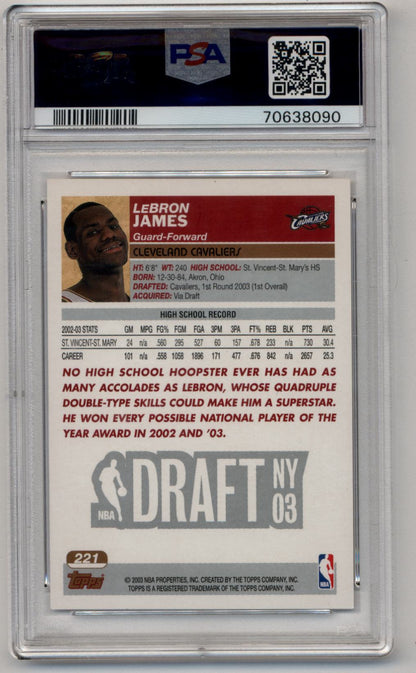 PSA
70638090
LeBRON
JAMES
Guard-Forward
CAVALIERS
CLEVELAND CAVALIERS
HT: 6'8" WT: 240 HIGH SCHOOL: St. Vincent-St. Mary's HS
BORN: 12-30-84, Akron, Ohio
DRAFTED: Cavaliers, 1st Round 2003 (1st Overall)
ACQUIRED: Via Draft
HIGH SCHOOL RECORD
2002-03 STATS GM MPG FG% FGM FGA 3PM 3PA FT% REB BLK PTS AVG
ST. VINCENT-ST. MARY 24 n/a .560 295 527 60 157 .678 233 n/a 730 30.4
CAREER 101 n/a .558 1058 1896 171 477 .676 842 n/a 2657 25.3
NO HIGH SCHOOL HOOPSTER EVER HAS HAD AS
MANY ACCOLADES AS LEBRON, WHOSE QUADRUPLE
DOUBLE-TYPE SKILLS COULD MAKE HIM A SUPERSTAR.
HE WON EVERY POSSIBLE NATIONAL PLAYER OF THE
YEAR AWARD IN 2002 AND '03.
NBA DRAFT NY
03
221
Topps
© 2003 NBA PROPERTIES, INC. CREATED BY THE TOPPS COMPANY, INC.
TOPPS IS A REGISTERED TRADEMARK OF THE TOPPS COMPANY, INC.
NBA